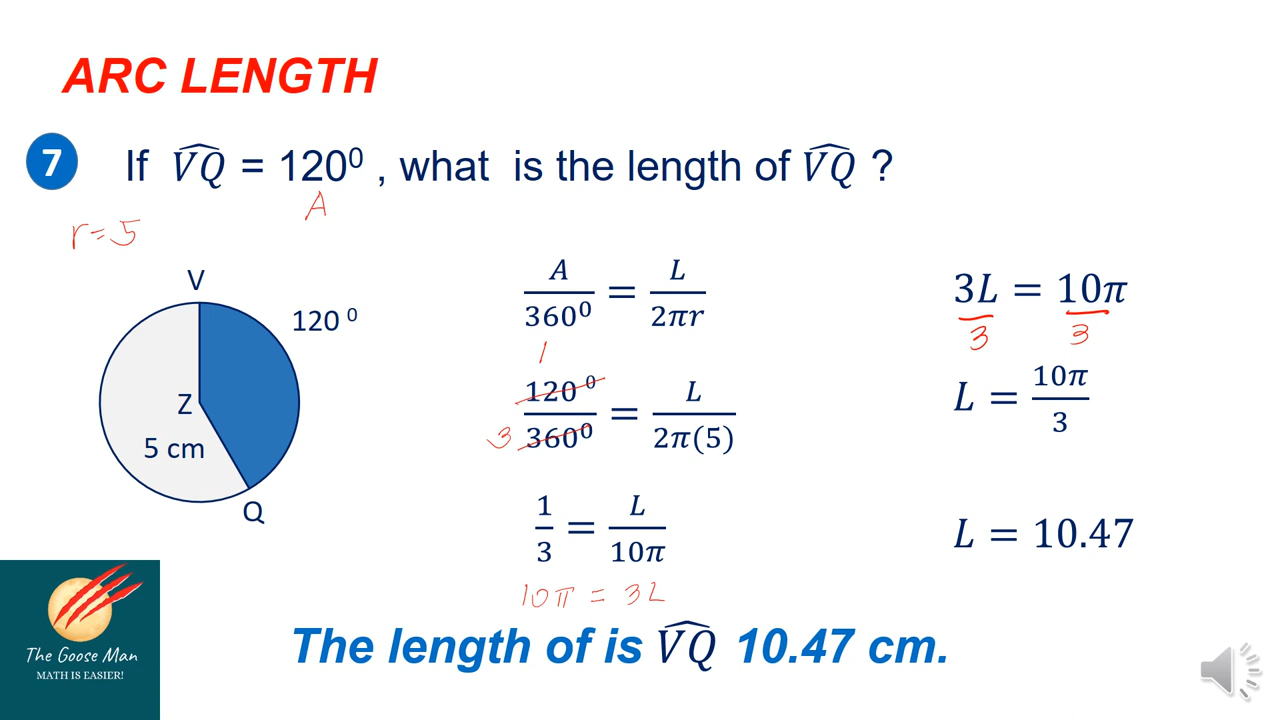 ARC LENGTH
7 If V͡Q = 120⁰ , what is the length of V͡Q ?
A
r=5
V
120 ⁰
Z
5 cm
Q
A/360⁰ = L/2πr
1
120 ⁰/360⁰ = L/2π(5)
3
1/3 = L/10π
10π = 3L
3L = 10π
3 3
L = 10π/3
L = 10.47
The length of is V͡Q 10.47 cm.
The Goose Man
MATH IS EASIER!